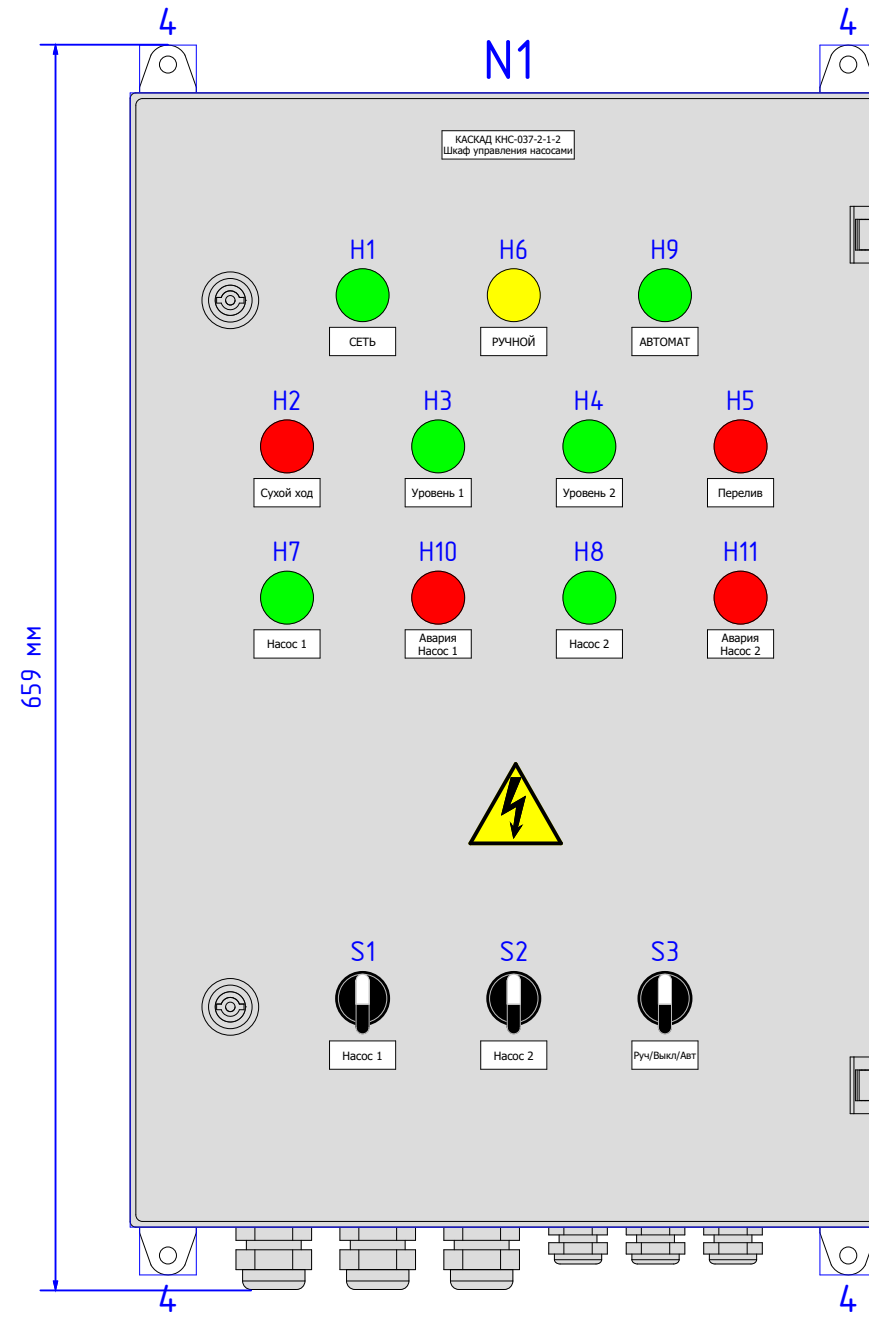 4
4
N1
КАСКАД КНС-037-2-1-2
Шкаф управления насосами
H1
H6
H9
СЕТЬ
РУЧНОЙ
АВТОМАТ
H2
H3
H4
H5
Сухой ход
Уровень 1
Уровень 2
Перелив
H7
H10
H8
H11
Насос 1
Авария
Насос 1
Насос 2
Авария
Насос 2
659 мм
S1
S2
S3
Насос 1
Насос 2
Руч/Выкл/Авт
4
4